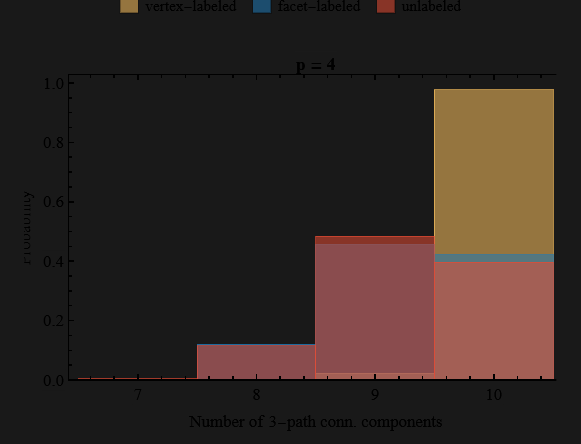 vertex−labeled facet−labeled unlabeled
p = 4
1.0
0.8
0.6
0.4
0.2
0.0
Probability
7 8 9 10
Number of 3−path conn. components